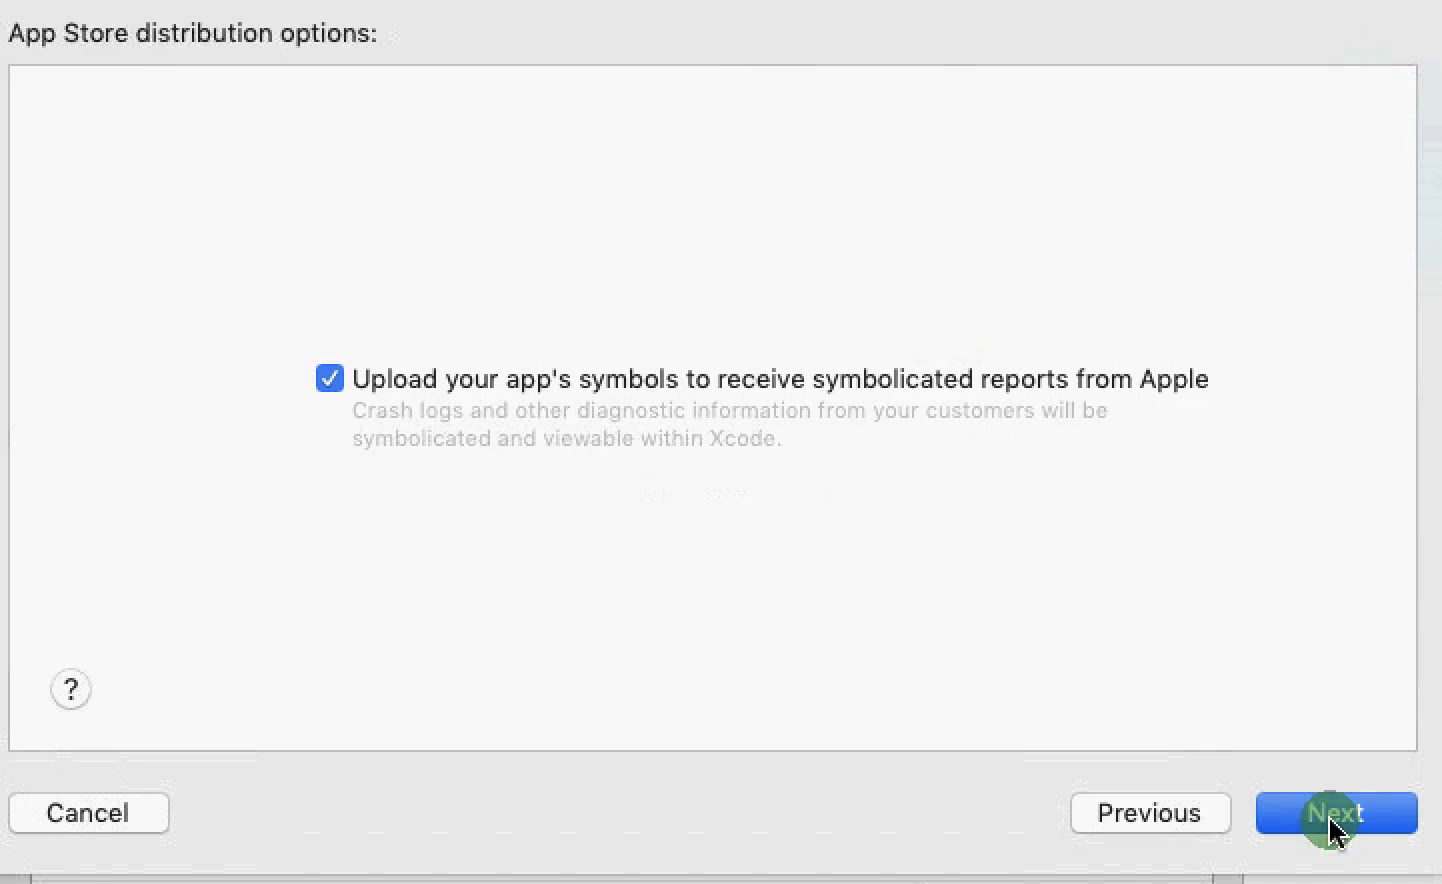 App Store distribution options:
Upload your app's symbols to receive symbolicated reports from Apple
Crash logs and other diagnostic information from your customers will be
symbolicated and viewable within Xcode.
?
Cancel
Previous
Next